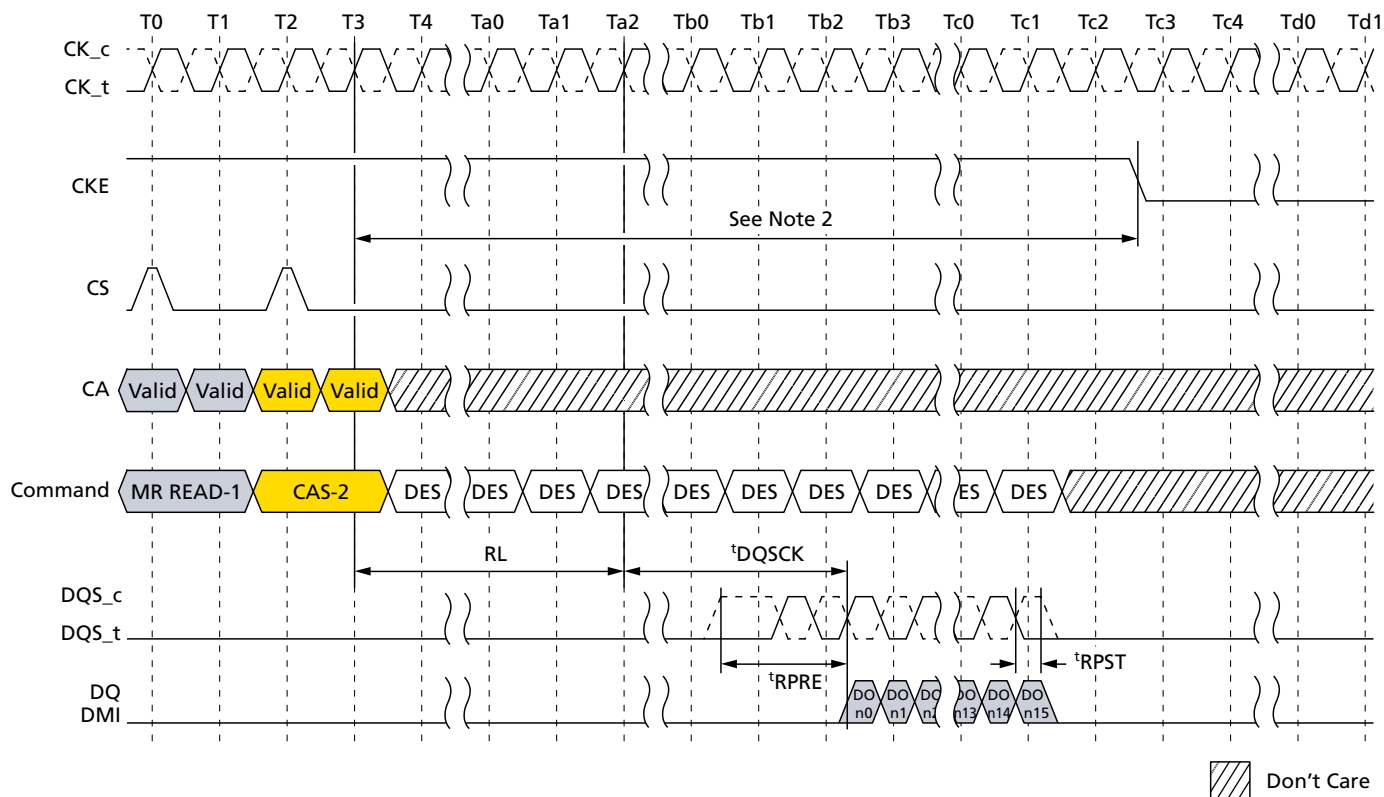 T0 T1 T2 T3 T4 Ta0 Ta1 Ta2 Tb0 Tb1 Tb2 Tb3 Tc0 Tc1 Tc2 Tc3 Tc4 Td0 Td1
CK_c
CK_t
CKE
See Note 2
CS
CA Valid Valid Valid Valid
Command MR READ-1 CAS-2 DES DES DES DES DES DES DES DES ES DES
RL tDQSCK
DQS_c
DQS_t
tRPRE tRPST
DQ DO DO DO DO DO DO
DMI n0 n1 n2 n13 n14 n15
Don't Care